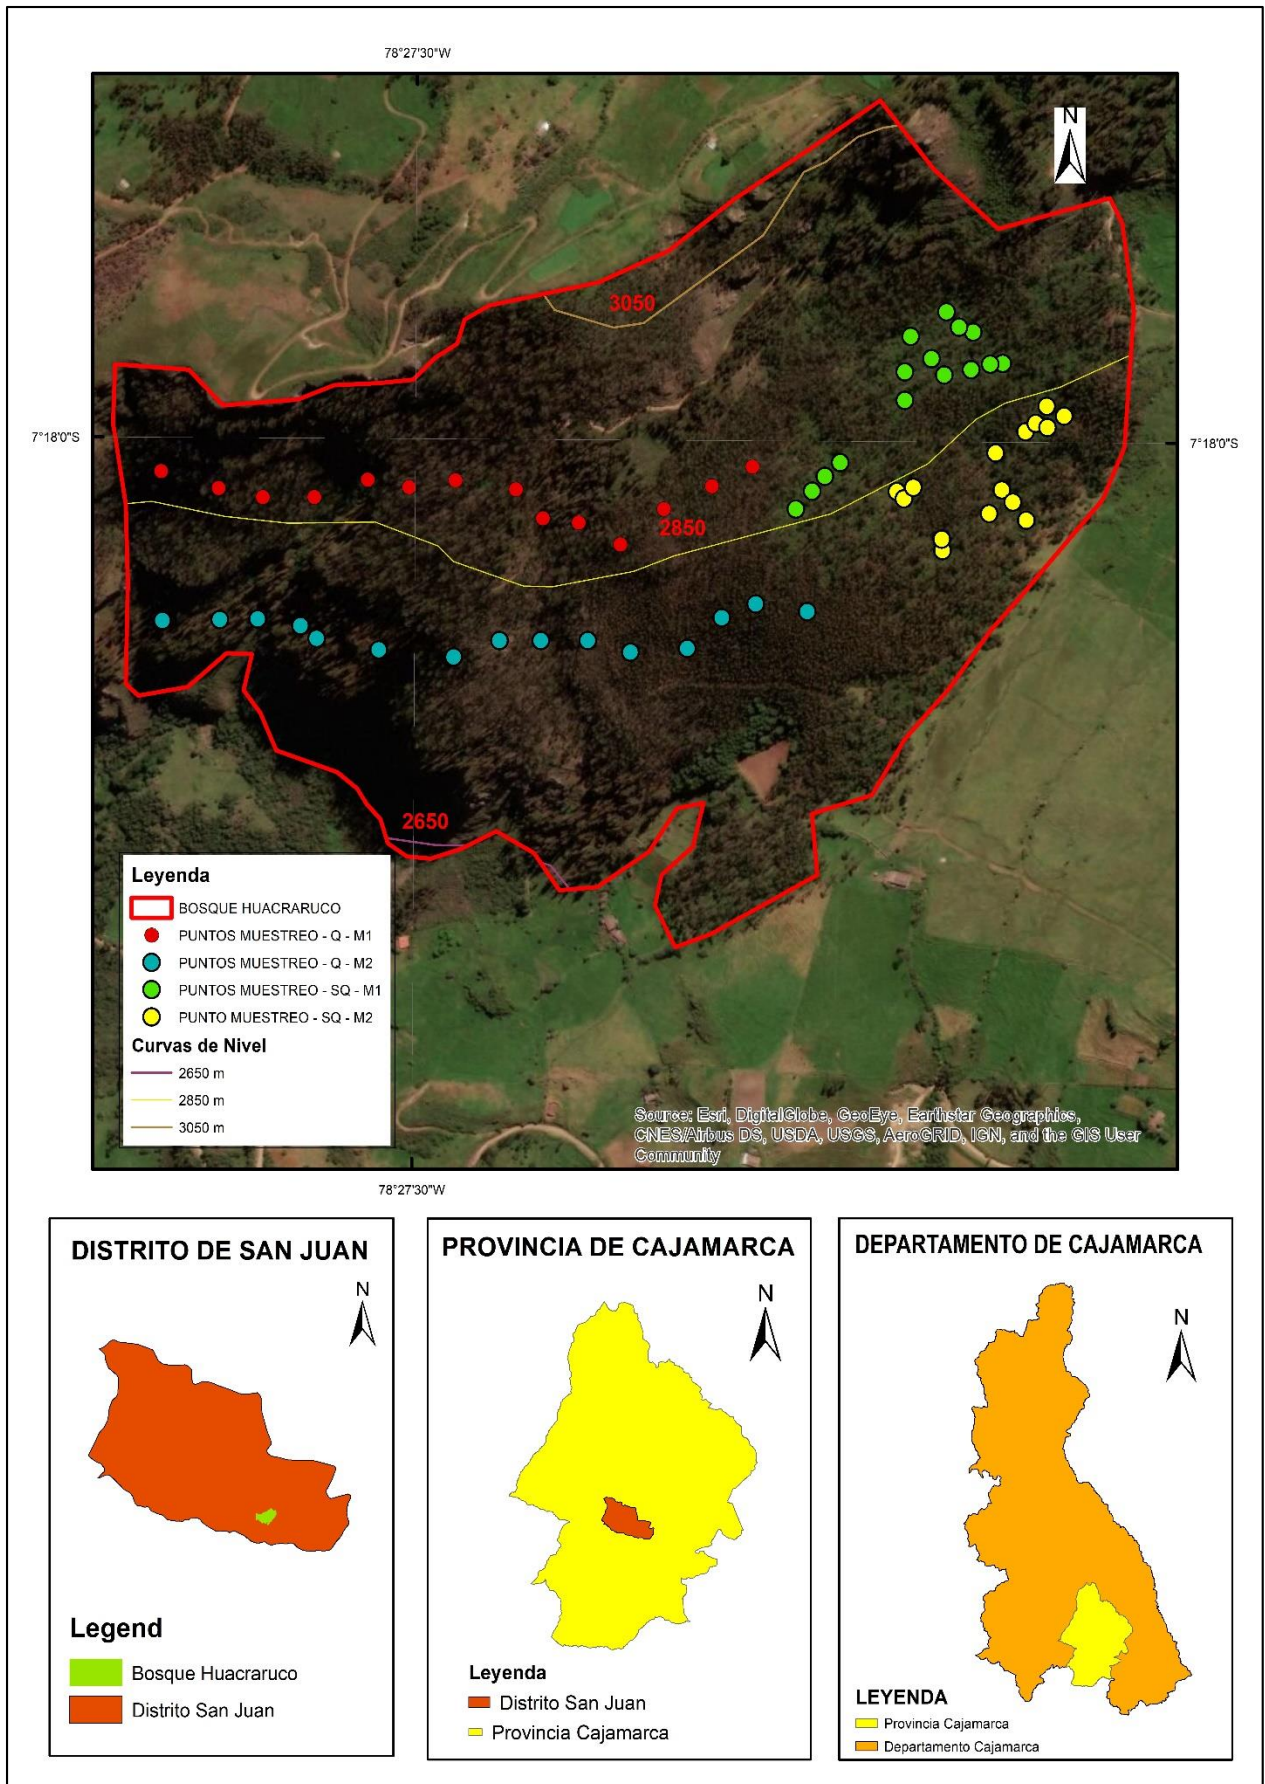 78°27'30"W
N
3050
7°18'0"S
7°18'0"S
2850
2650
Leyenda
BOSQUE HUACRARUCO
PUNTOS MUESTREO - Q - M1
PUNTOS MUESTREO - Q - M2
PUNTOS MUESTREO - SQ - M1
PUNTO MUESTREO - SQ - M2
Curvas de Nivel
2650 m
2850 m
3050 m
Source: Esri, DigitalGlobe, GeoEye, Earthstar Geographics,
CNES/Airbus DS, USDA, USGS, AeroGRID, IGN, and the GIS User
Community
78°27'30"W
DISTRITO DE SAN JUAN
N
Legend
Bosque Huacraruco
Distrito San Juan
PROVINCIA DE CAJAMARCA
N
Leyenda
Distrito San Juan
Provincia Cajamarca
DEPARTAMENTO DE CAJAMARCA
N
LEYENDA
Provincia Cajamarca
Departamento Cajamarca